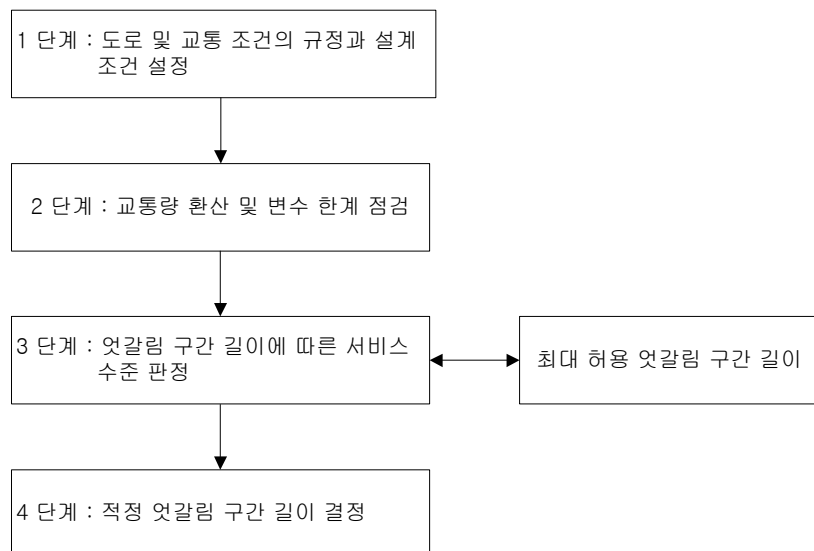 1 단계 : 도로 및 교통 조건의 규정과 설계
조건 설정
2 단계 : 교통량 환산 및 변수 한계 점검
3 단계 : 엇갈림 구간 길이에 따른 서비스
수준 판정
최대 허용 엇갈림 구간 길이
4 단계 : 적정 엇갈림 구간 길이 결정